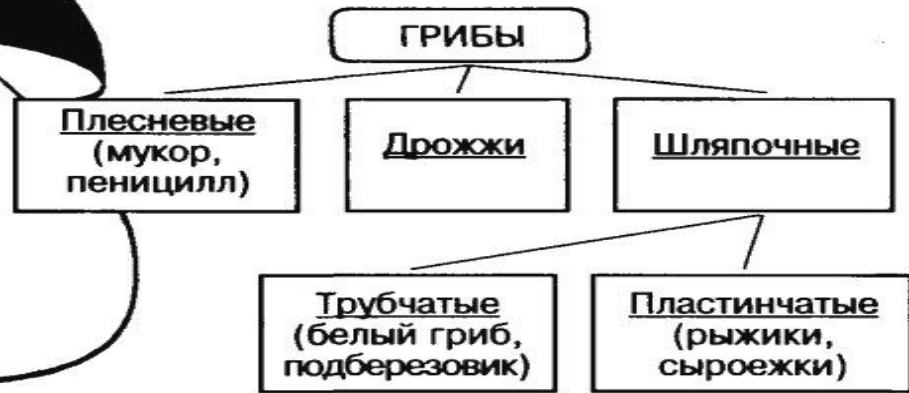 ГРИБЫ
Плесневые
(мукор,
пеницилл)
Дрожжи
Шляпочные
Трубчатые
(белый гриб,
подберезовик)
Пластинчатые
(рыжики,
сыроежки)